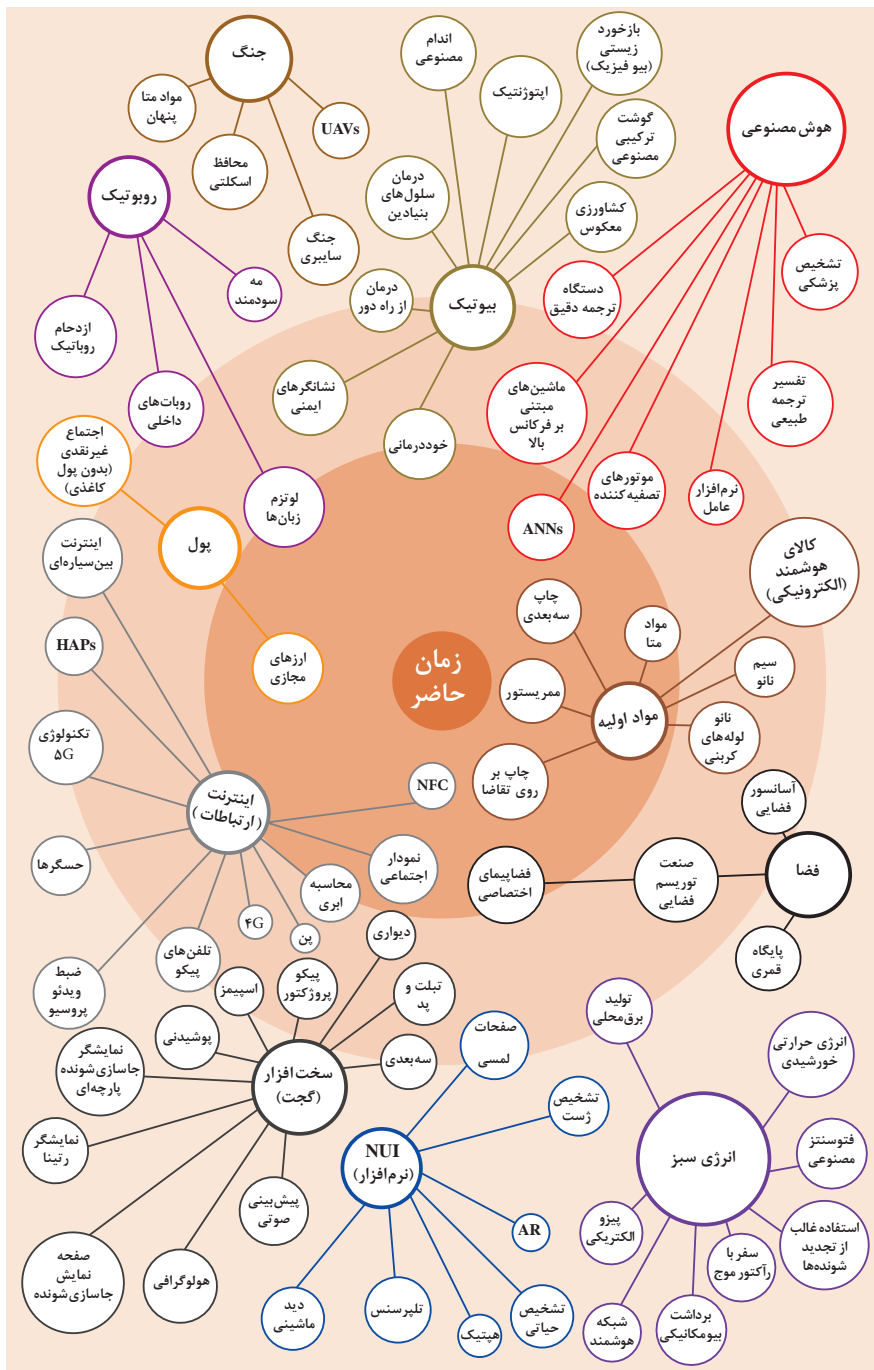 جنگ
مواد متا
پنهان
محافظ
اسکلتی
جنگ
سایبری
UAVs
اندام
مصنوعی
اپتوژنتیک
بازخورد
زیستی
(بیو فیزیک)
گوشت
ترکیبی
مصنوعی
کشاورزی
معکوس
درمان
سلول‌های
بنیادین
درمان
از راه دور
بیوتیک
نشانگرهای
ایمنی
خوددرمانی
هوش مصنوعی
تشخیص
پزشکی
دستگاه
ترجمه دقیق
تفسیر
ترجمه
طبیعی
ماشین‌های
مبتنی
بر فرکانس
بالا
موتورهای
تصفیه کننده
نرم‌افزار
عامل
ANNs
روبوتیک
مه
سودمند
ازدحام
روباتیک
روبات‌های
داخلی
لوتزم
زبان‌ها
اجتماع
غیرنقدی
(بدون پول
کاغذی)
پول
ارزهای
مجازی
زمان
حاضر
کالای
هوشمند
(الکترونیکی)
چاپ
سه‌بعدی
مواد
متا
سیم
نانو
ممریستور
مواد اولیه
نانو
لوله‌های
کربنی
چاپ بر
روی تقاضا
اینترنت
بین‌سیاره‌ای
HAPs
تکنولوژی
۵G
اینترنت
(ارتباطات)
NFC
حسگرها
نمودار
اجتماعی
محاسبه
ابری
۴G
پن
تلفن‌های
پیکو
ضبط
ویدئو
پروسیو
آسانسور
فضایی
فضا
صنعت
توریسم
فضایی
فضاپیمای
اختصاصی
پایگاه
قمری
دیواری
پیکو
پروژکتور
اسپیمز
تبلت و
پد
پوشیدنی
سه‌بعدی
نمایشگر
جاسازی‌شونده
پارچه‌ای
سخت‌افزار
(گجت)
نمایشگر
رتینا
پیش‌بینی
صوتی
هولوگرافی
صفحه
نمایش
جاسازی‌شونده
صفحات
لمسی
تشخیص
ژست
NUI
(نرم‌افزار)
AR
دید
ماشینی
تلپرسنس
هپتیک
تشخیص
حیاتی
تولید
برق‌محلی
انرژی حرارتی
خورشیدی
انرژی سبز
فتوسنتز
مصنوعی
پیزو
الکتریکی
استفاده غالب
از تجدید
شونده‌ها
سفر با
رآکتور موج
شبکه
هوشمند
برداشت
بیومکانیکی